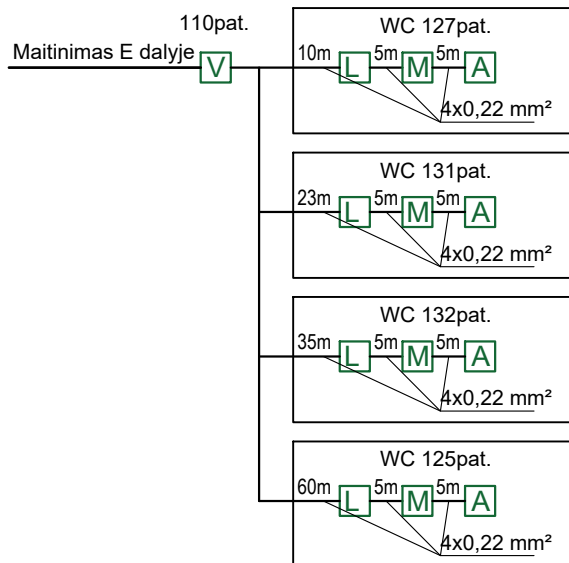 110pat.
Maitinimas E dalyje
V
WC 127pat.
10m L 5m M 5m A
4x0,22 mm²
WC 131pat.
23m L 5m M 5m A
4x0,22 mm²
WC 132pat.
35m L 5m M 5m A
4x0,22 mm²
WC 125pat.
60m L 5m M 5m A
4x0,22 mm²